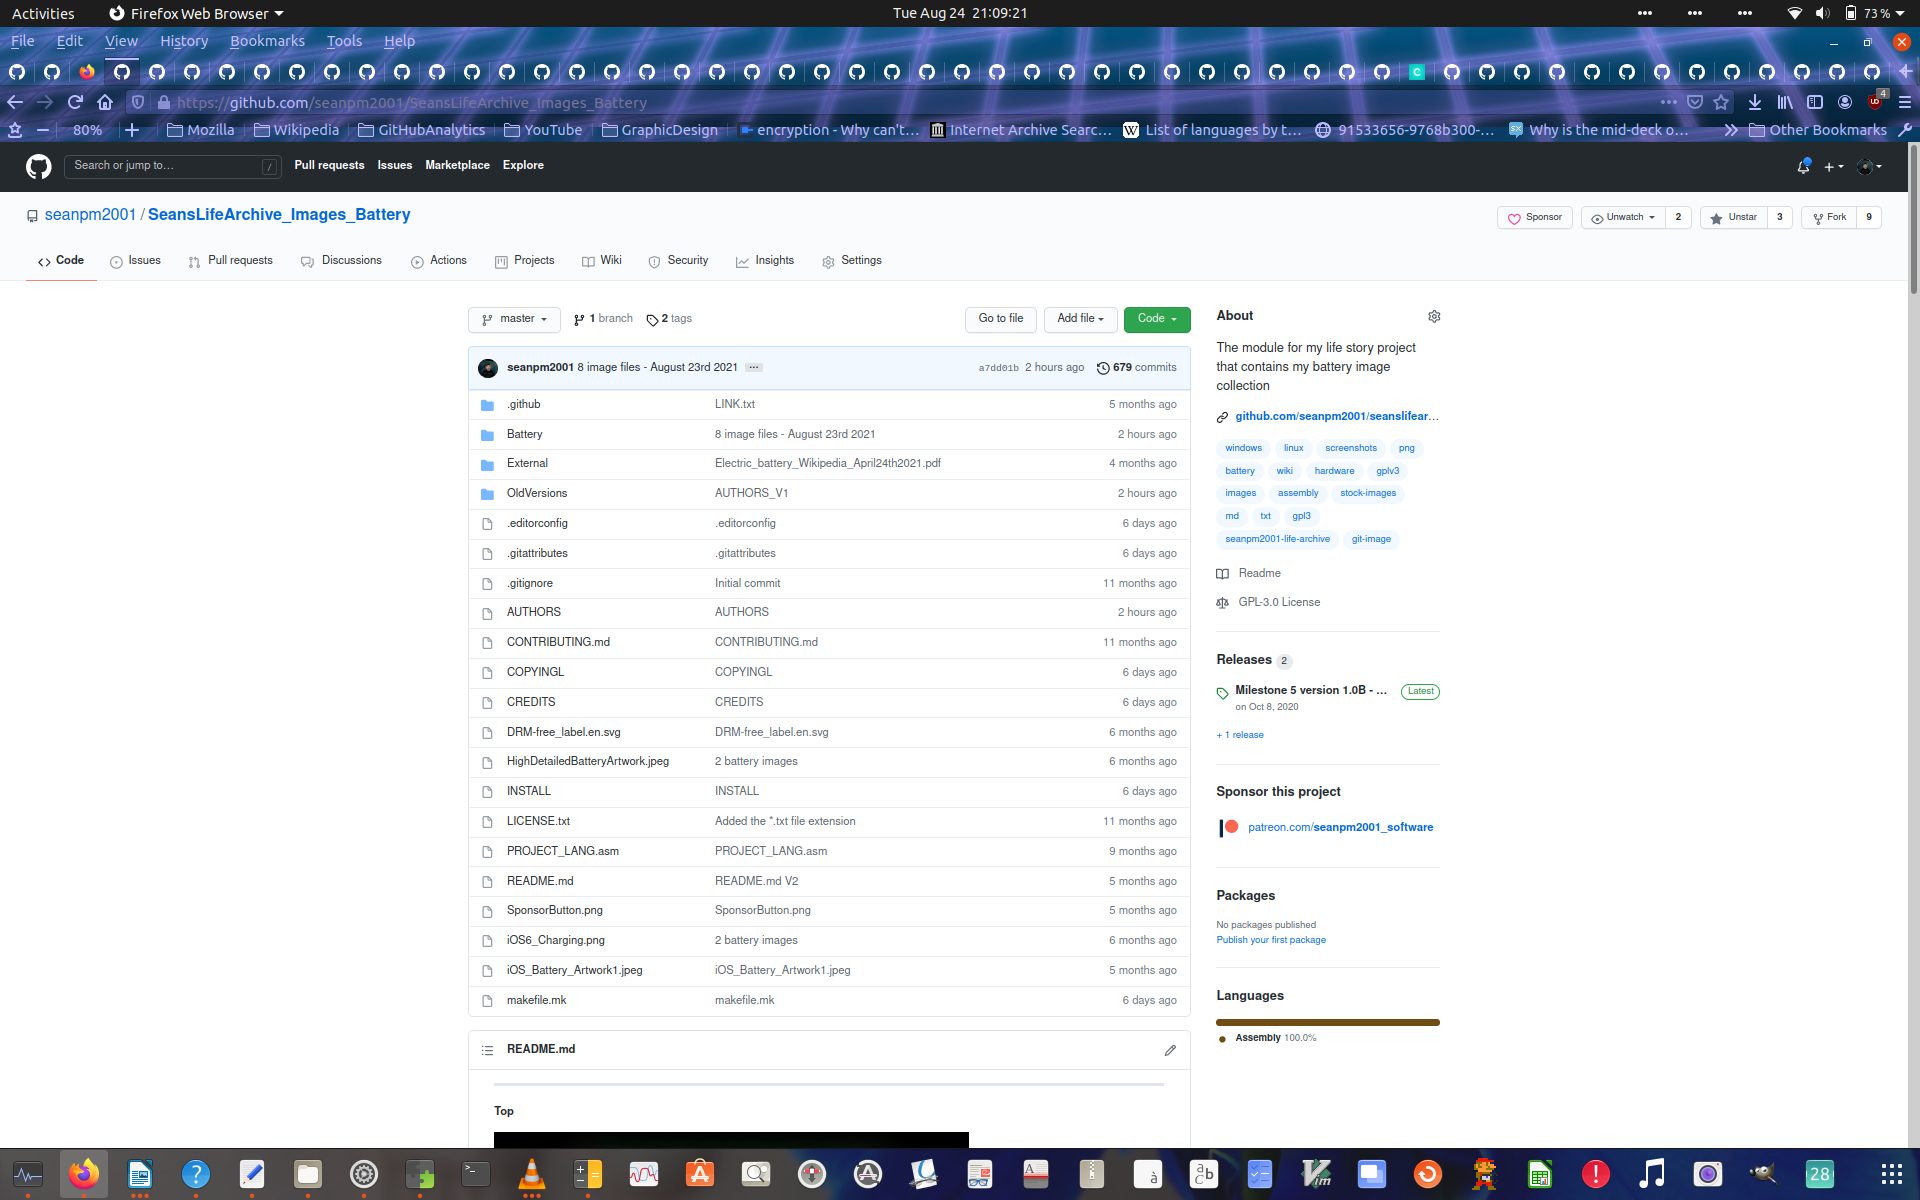 Activities Firefox Web Browser Tue Aug 24 21:09:21 73 %
File Edit View History Bookmarks Tools Help
https://github.com/seanpm2001/SeansLifeArchive_Images_Battery 4
80% Mozilla Wikipedia GitHubAnalytics YouTube GraphicDesign encryption - Why can't… Internet Archive Searc… List of languages by t… 91533656-9768b300-… Why is the mid-deck o… Other Bookmarks
Search or jump to… / Pull requests Issues Marketplace Explore
seanpm2001 / SeansLifeArchive_Images_Battery Sponsor Unwatch 2 Unstar 3 Fork 9
Code Issues Pull requests Discussions Actions Projects Wiki Security Insights Settings
master 1 branch 2 tags Go to file Add file Code
seanpm2001 8 image files - August 23rd 2021 … a7dd01b 2 hours ago 679 commits
.github LINK.txt 5 months ago
Battery 8 image files - August 23rd 2021 2 hours ago
External Electric_battery_Wikipedia_April24th2021.pdf 4 months ago
OldVersions AUTHORS_V1 2 hours ago
.editorconfig .editorconfig 6 days ago
.gitattributes .gitattributes 6 days ago
.gitignore Initial commit 11 months ago
AUTHORS AUTHORS 2 hours ago
CONTRIBUTING.md CONTRIBUTING.md 11 months ago
COPYINGL COPYINGL 6 days ago
CREDITS CREDITS 6 days ago
DRM-free_label.en.svg DRM-free_label.en.svg 6 months ago
HighDetailedBatteryArtwork.jpeg 2 battery images 6 months ago
INSTALL INSTALL 6 days ago
LICENSE.txt Added the *.txt file extension 11 months ago
PROJECT_LANG.asm PROJECT_LANG.asm 9 months ago
README.md README.md V2 5 months ago
SponsorButton.png SponsorButton.png 5 months ago
iOS6_Charging.png 2 battery images 6 months ago
iOS_Battery_Artwork1.jpeg iOS_Battery_Artwork1.jpeg 5 months ago
makefile.mk makefile.mk 6 days ago
README.md
Top
About
The module for my life story project
that contains my battery image
collection
github.com/seanpm2001/seanslifear…
windows linux screenshots png
battery wiki hardware gplv3
images assembly stock-images
md txt gpl3
seanpm2001-life-archive git-image
Readme
GPL-3.0 License
Releases 2
Milestone 5 version 1.0B - … Latest
on Oct 8, 2020
+ 1 release
Sponsor this project
patreon.com/seanpm2001_software
Packages
No packages published
Publish your first package
Languages
Assembly 100.0%
28